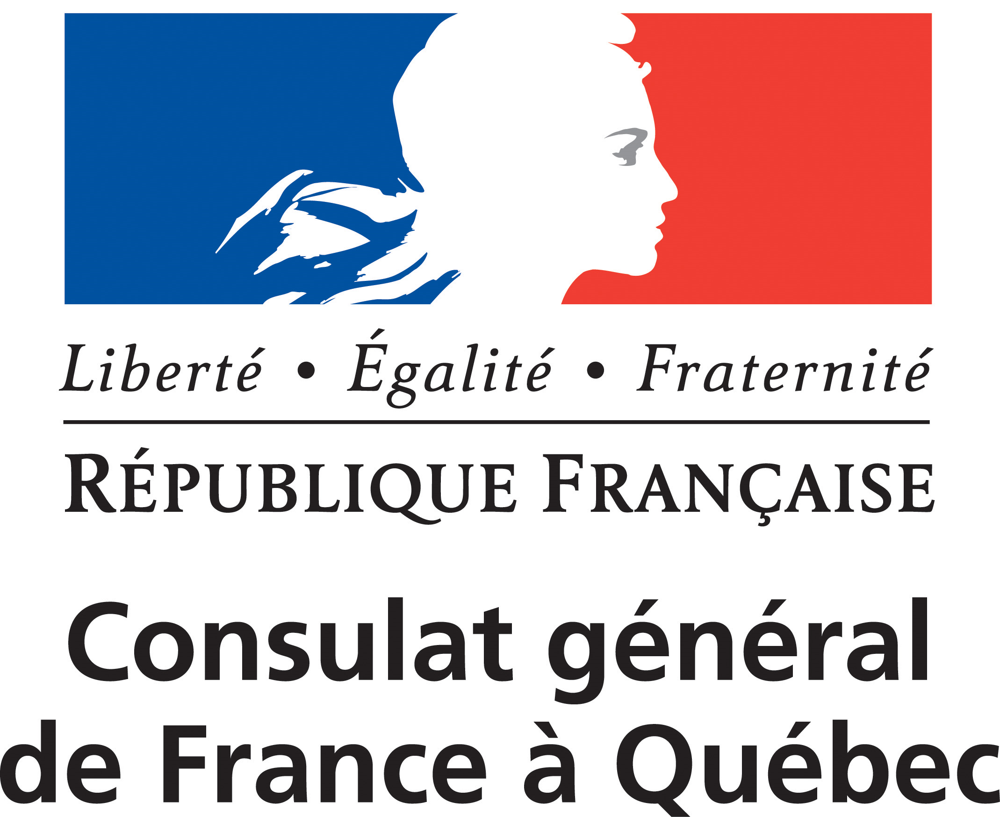 Liberté • Égalité • Fraternité
RÉPUBLIQUE FRANÇAISE
Consulat général
de France à Québec